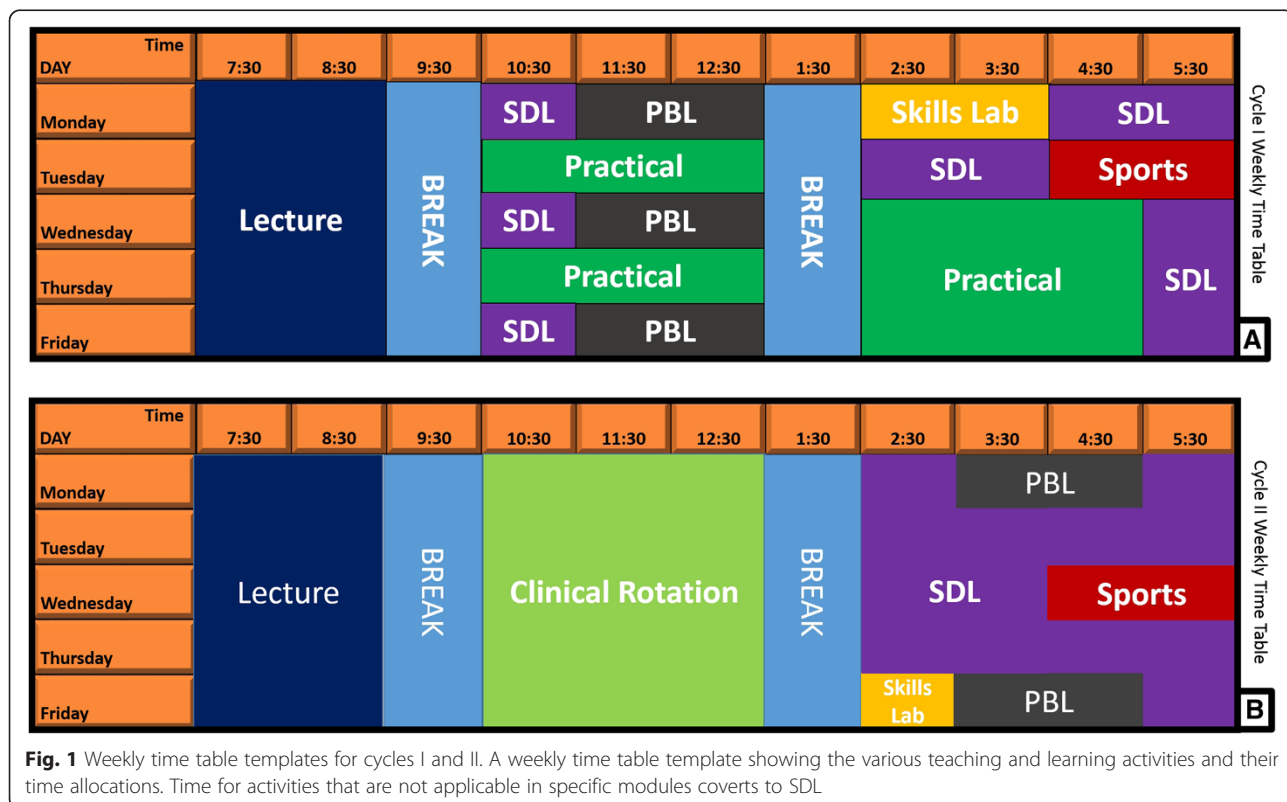 Time
DAY 7:30 8:30 9:30 10:30 11:30 12:30 1:30 2:30 3:30 4:30 5:30
Monday
Tuesday
Wednesday
Thursday
Friday
Lecture
BREAK
SDL PBL
Practical
SDL PBL
Practical
SDL PBL
BREAK
Skills Lab SDL
SDL Sports
Practical SDL
Cycle I Weekly Time Table
A
Time
DAY 7:30 8:30 9:30 10:30 11:30 12:30 1:30 2:30 3:30 4:30 5:30
Monday
Tuesday
Wednesday
Thursday
Friday
Lecture
BREAK
Clinical Rotation
BREAK
PBL
SDL Sports
Skills
Lab
PBL
Cycle II Weekly Time Table
B
Fig. 1 Weekly time table templates for cycles I and II. A weekly time table template showing the various teaching and learning activities and their
time allocations. Time for activities that are not applicable in specific modules coverts to SDL